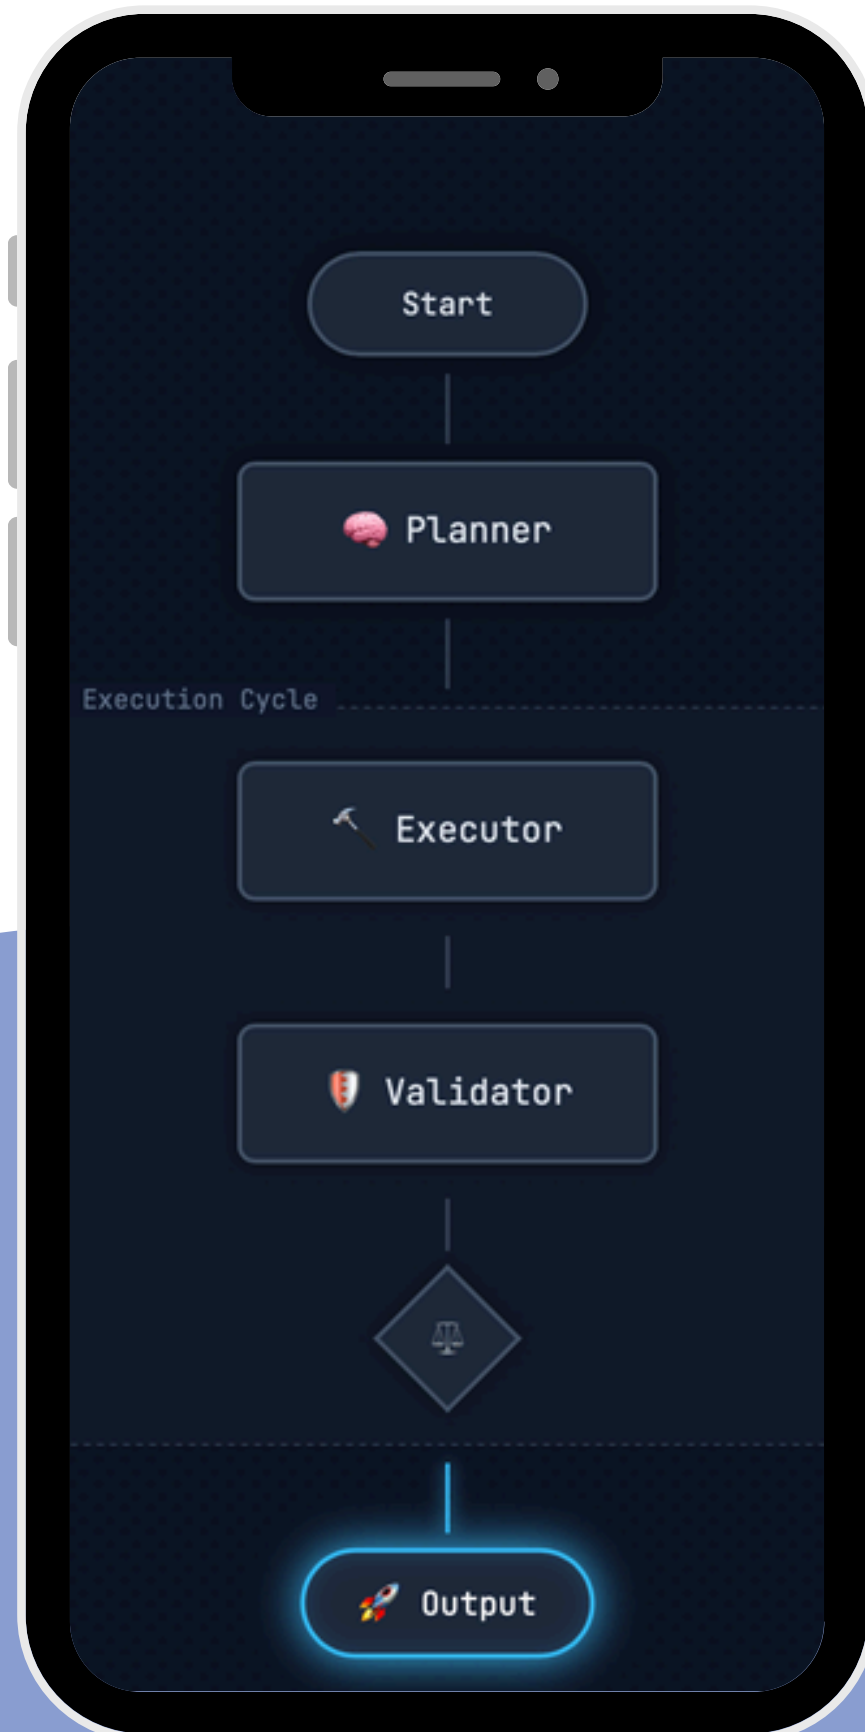 Start
🧠 Planner
Execution Cycle
🔨 Executor
🛡️ Validator
⚖
🚀 Output